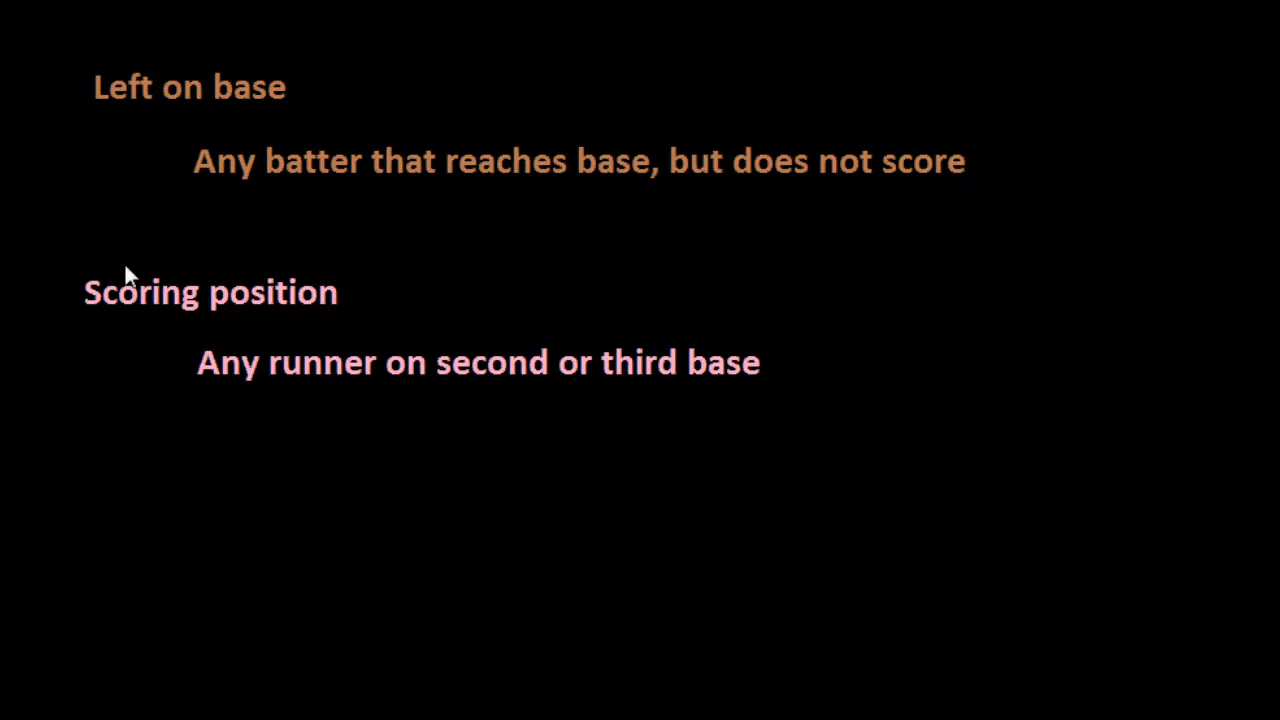 Left on base
Any batter that reaches base, but does not score
Scoring position
Any runner on second or third base